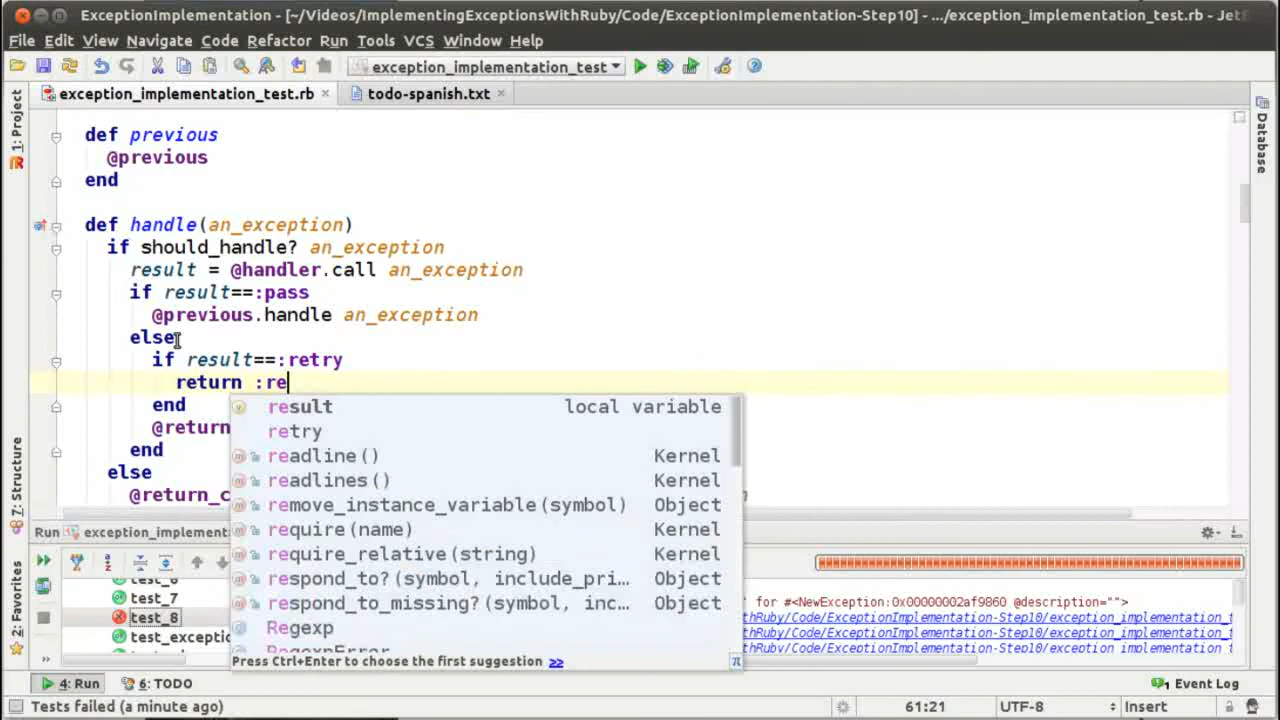 ExceptionImplementation - [~/Videos/ImplementingExceptionsWithRuby/Code/ExceptionImplementation-Step10] - .../exception_implementation_test.rb - Jet
File Edit View Navigate Code Refactor Run Tools VCS Window Help
exception_implementation_test
exception_implementation_test.rb
todo-spanish.txt
1: Project
Database
7: Structure
2: Favorites
def previous
@previous
end
def handle(an_exception)
if should_handle? an_exception
result = @handler.call an_exception
if result==:pass
@previous.handle an_exception
else
if result==:retry
return :re
end
@return
end
else
@return_c
result local variable
retry
readline() Kernel
readlines() Kernel
remove_instance_variable(symbol) Object
require(name) Kernel
require_relative(string) Kernel
respond_to?(symbol, include_pri... Object
respond_to_missing?(symbol, inc... Object
Regexp
RegexpError
Press Ctrl+Enter to choose the first suggestion >>
π
Run exception_implement
test_6
test_7
test_8
test_exceptio
" for #<NewException:0x00000002af9860 @description="">
thRuby/Code/ExceptionImplementation-Step10/exception_implementation_t
thRuby/Code/ExceptionImplementation-Step10/exception_implementation_t
thRuby/Code/ExceptionImplementation-Step10/exception_implementation_t
4: Run
6: TODO
Event Log
Tests failed (a minute ago)
61:21
UTF-8
Insert